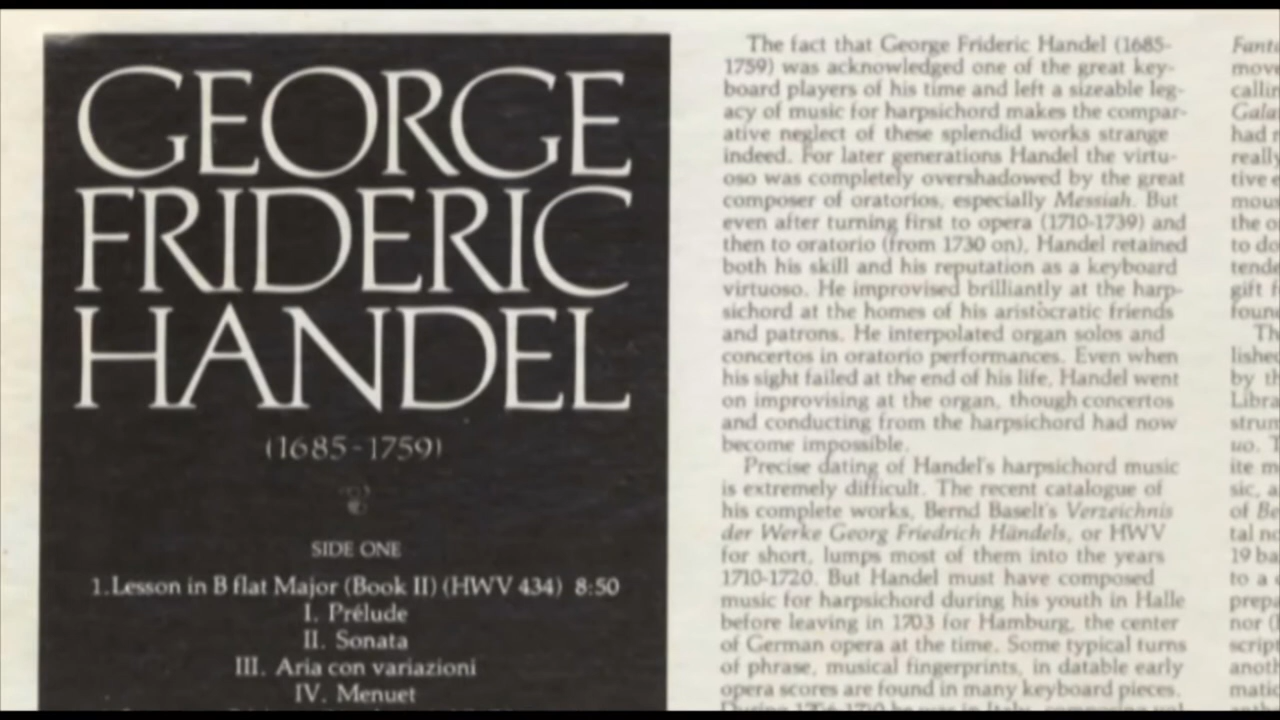 GEORGE
FRIDERIC
HANDEL
(1685-1759)
SIDE ONE
1. Lesson in B flat Major (Book II) (HWV 434) 8:50
I. Prélude
II. Sonata
III. Aria con variazioni
IV. Menuet
The fact that George Frideric Handel (1685-
1759) was acknowledged one of the great key-
board players of his time and left a sizeable leg-
acy of music for harpsichord makes the compar-
ative neglect of these splendid works strange
indeed. For later generations Handel the virtu-
oso was completely overshadowed by the great
composer of oratorios, especially Messiah. But
even after turning first to opera (1710-1739) and
then to oratorio (from 1730 on), Handel retained
both his skill and his reputation as a keyboard
virtuoso. He improvised brilliantly at the harp-
sichord at the homes of his aristocratic friends
and patrons. He interpolated organ solos and
concertos in oratorio performances. Even when
his sight failed at the end of his life, Handel went
on improvising at the organ, though concertos
and conducting from the harpsichord had now
become impossible.
Precise dating of Handel's harpsichord music
is extremely difficult. The recent catalogue of
his complete works, Bernd Baselt's Verzeichnis
der Werke Georg Friedrich Händels, or HWV
for short, lumps most of them into the years
1710-1720. But Handel must have composed
music for harpsichord during his youth in Halle
before leaving in 1703 for Hamburg, the center
of German opera at the time. Some typical turns
of phrase, musical fingerprints, in datable early
opera scores are found in many keyboard pieces.